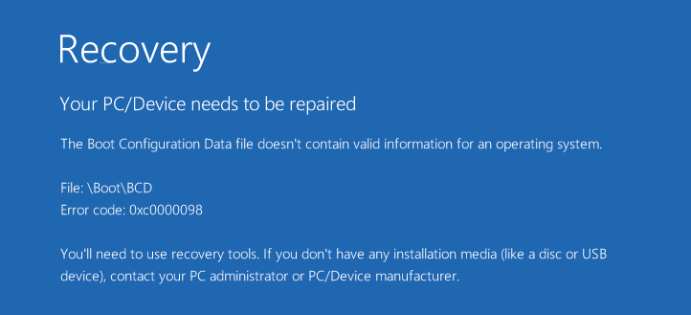 Recovery
Your PC/Device needs to be repaired
The Boot Configuration Data file doesn't contain valid information for an operating system.
File: \Boot\BCD
Error code: 0xc0000098
You'll need to use recovery tools. If you don't have any installation media (like a disc or USB
device), contact your PC administrator or PC/Device manufacturer.